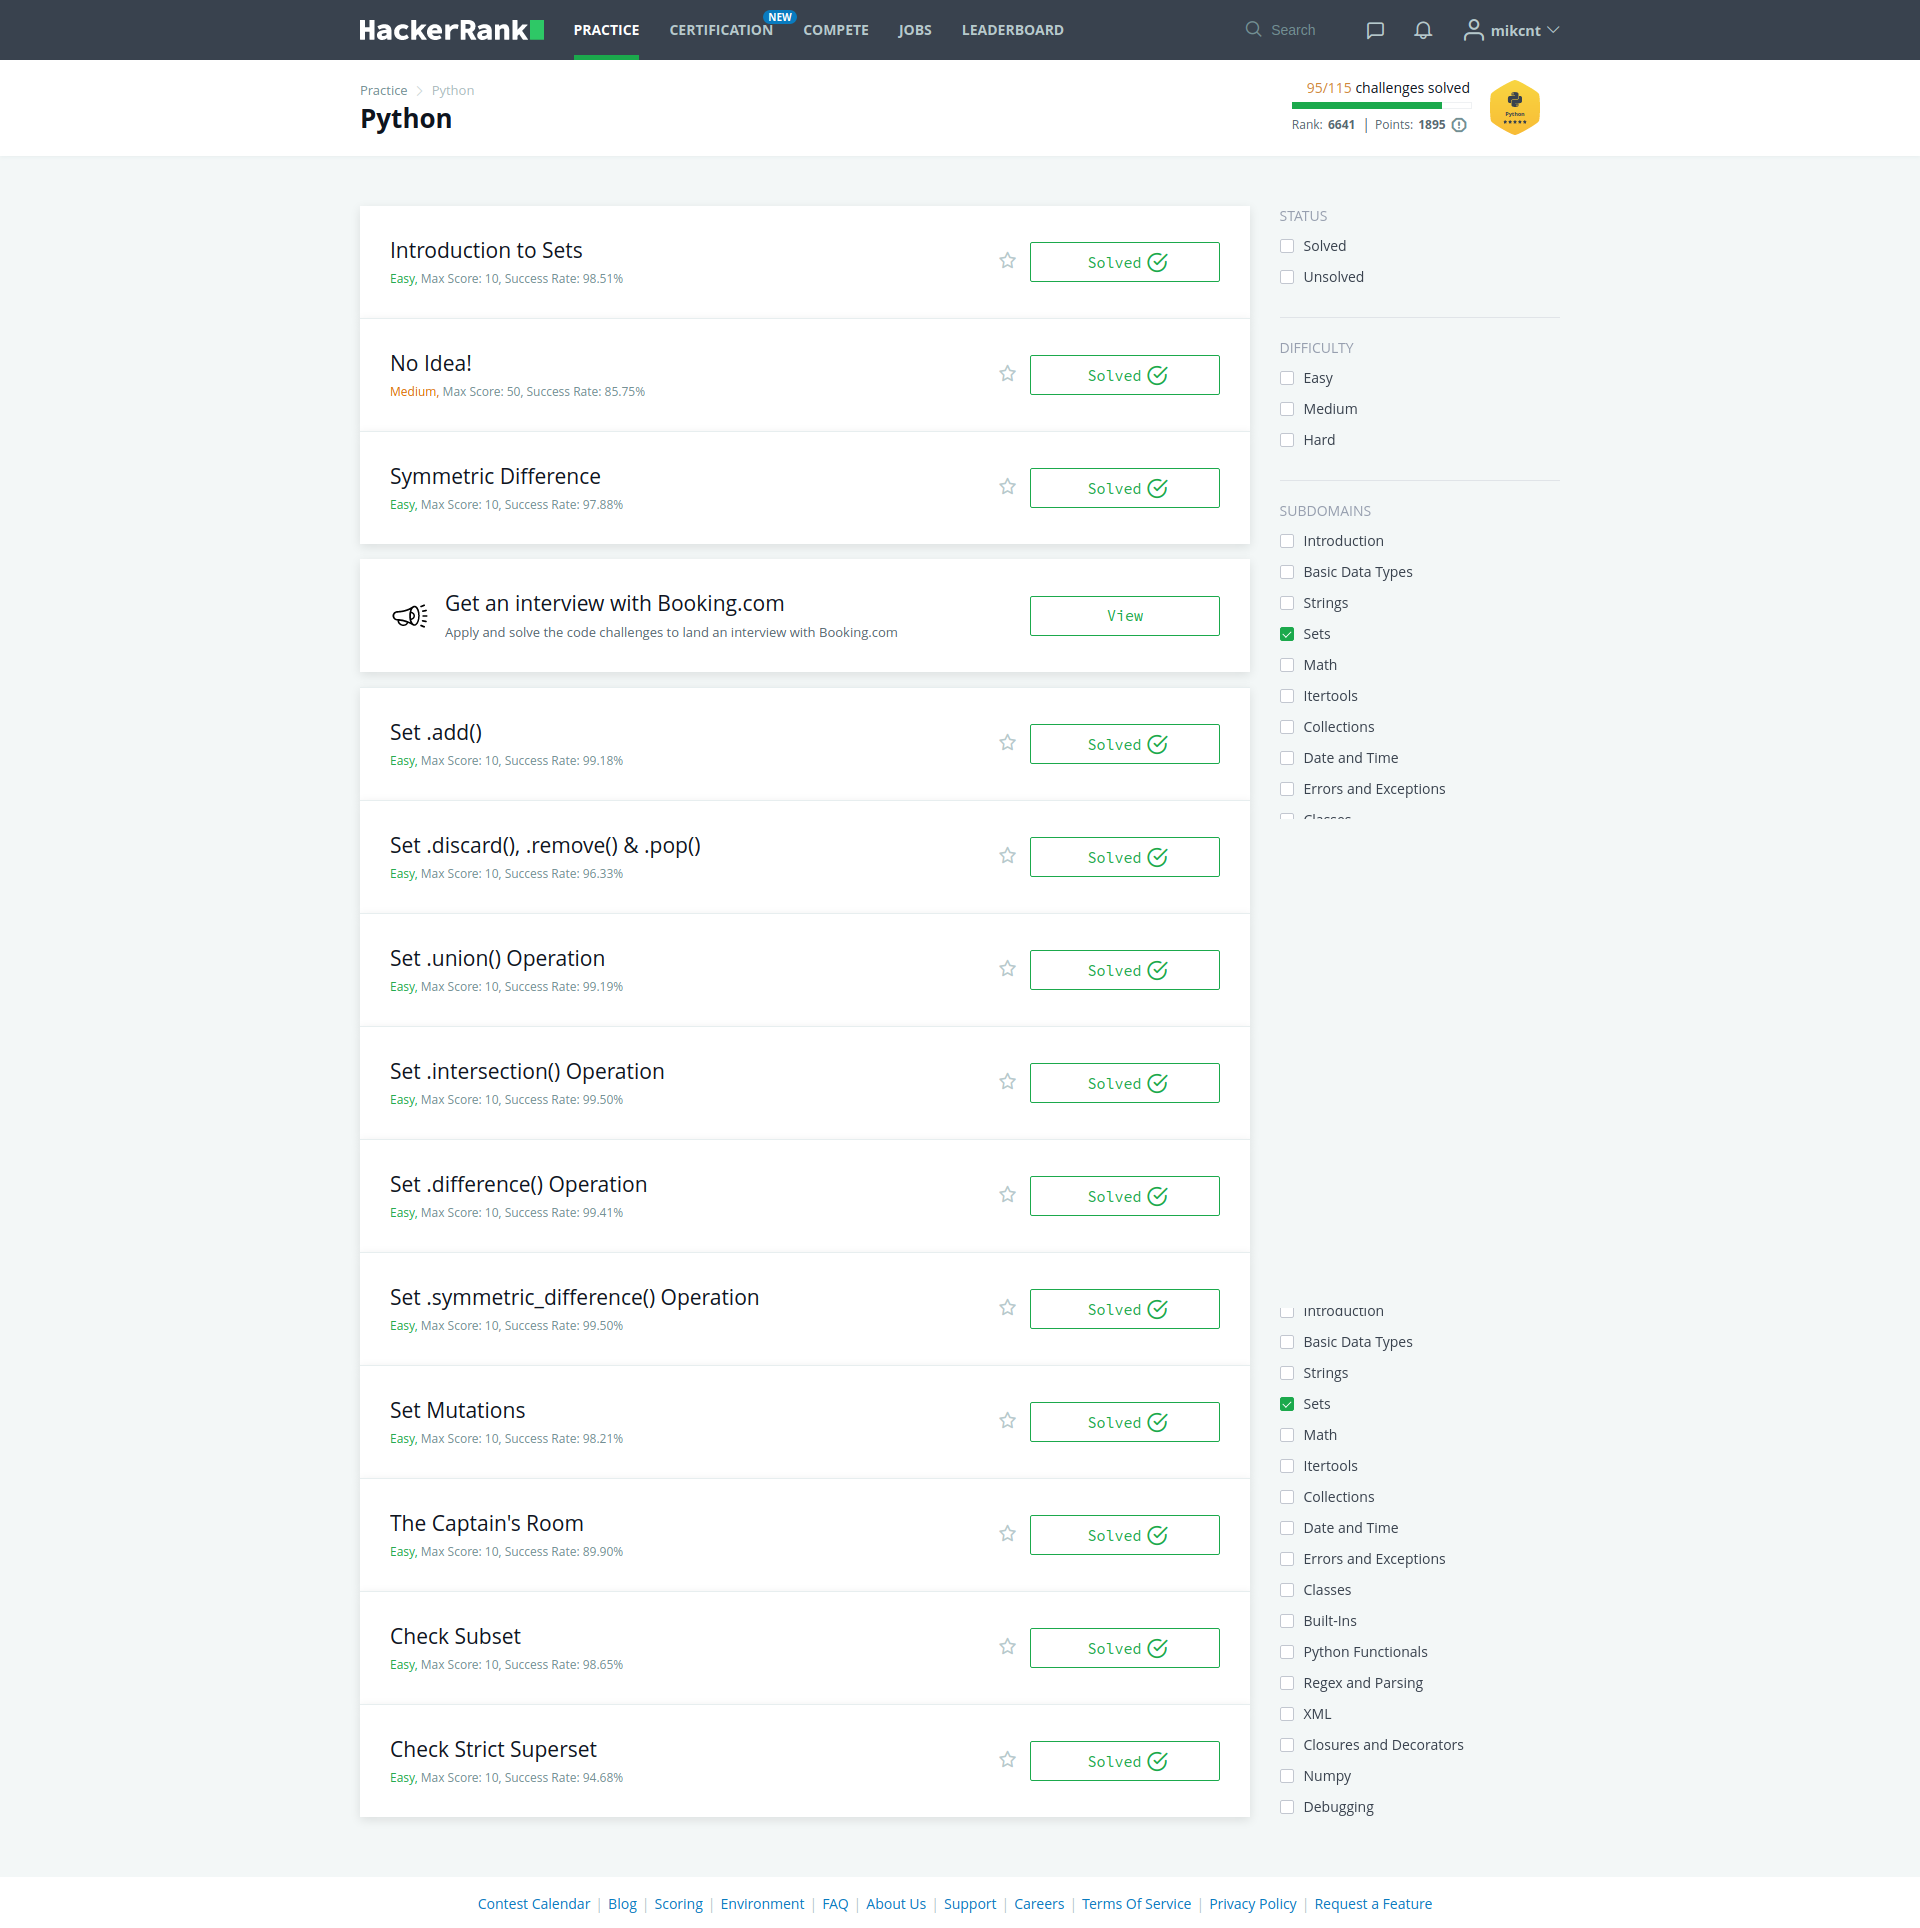 HackerRank PRACTICE CERTIFICATION NEW COMPETE JOBS LEADERBOARD Search mikcnt
Practice Python
Python
95/115 challenges solved
Rank: 6641 | Points: 1895
Python
Introduction to Sets
Easy, Max Score: 10, Success Rate: 98.51%
Solved
No Idea!
Medium, Max Score: 50, Success Rate: 85.75%
Solved
Symmetric Difference
Easy, Max Score: 10, Success Rate: 97.88%
Solved
Get an interview with Booking.com
Apply and solve the code challenges to land an interview with Booking.com
View
Set .add()
Easy, Max Score: 10, Success Rate: 99.18%
Solved
Set .discard(), .remove() & .pop()
Easy, Max Score: 10, Success Rate: 96.33%
Solved
Set .union() Operation
Easy, Max Score: 10, Success Rate: 99.19%
Solved
Set .intersection() Operation
Easy, Max Score: 10, Success Rate: 99.50%
Solved
Set .difference() Operation
Easy, Max Score: 10, Success Rate: 99.41%
Solved
Set .symmetric_difference() Operation
Easy, Max Score: 10, Success Rate: 99.50%
Solved
Set Mutations
Easy, Max Score: 10, Success Rate: 98.21%
Solved
The Captain's Room
Easy, Max Score: 10, Success Rate: 89.90%
Solved
Check Subset
Easy, Max Score: 10, Success Rate: 98.65%
Solved
Check Strict Superset
Easy, Max Score: 10, Success Rate: 94.68%
Solved
STATUS
Solved
Unsolved
DIFFICULTY
Easy
Medium
Hard
SUBDOMAINS
Introduction
Basic Data Types
Strings
Sets
Math
Itertools
Collections
Date and Time
Errors and Exceptions
Classes
Introduction
Basic Data Types
Strings
Sets
Math
Itertools
Collections
Date and Time
Errors and Exceptions
Classes
Built-Ins
Python Functionals
Regex and Parsing
XML
Closures and Decorators
Numpy
Debugging
Contest Calendar | Blog | Scoring | Environment | FAQ | About Us | Support | Careers | Terms Of Service | Privacy Policy | Request a Feature